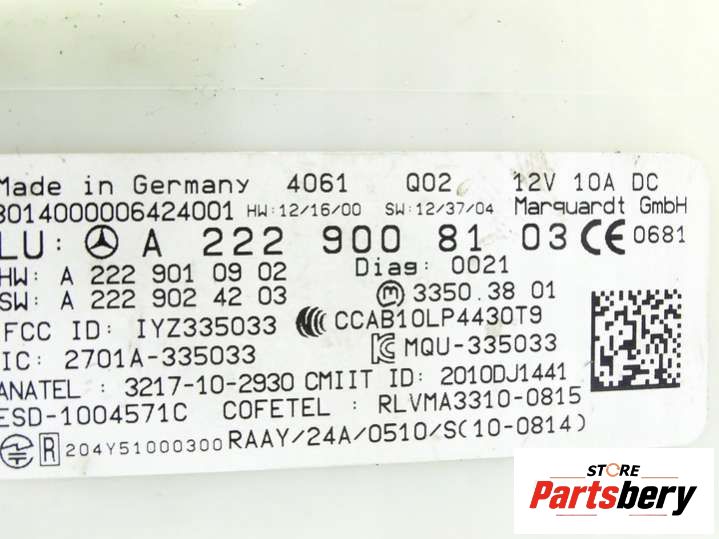 Made in Germany 4061 Q02 12V 10A DC
8014000006424001 HW:12/16/00 SW:12/37/04 Marquardt GmbH
LU: A 222 900 81 03 CE 0681
HW: A 222 901 09 02 Diag: 0021
SW: A 222 902 42 03 M 3350.38 01
FCC ID: IYZ335033 CCAB10LP4430T9
IC: 2701A-335033 MQU-335033
ANATEL: 3217-10-2930 CMIIT ID: 2010DJ1441
ESD-1004571C COFETEL: RLVMA3310-0815
R 204Y51000300 RAAY/24A/0510/S(10-0814)
STORE
Partsbery